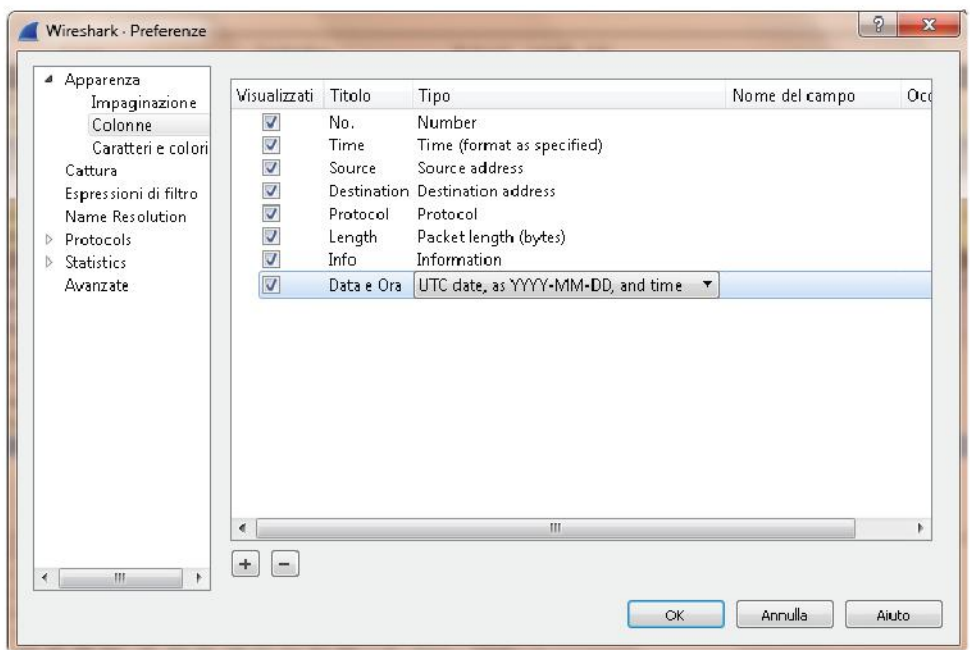 Wireshark · Preferenze
Apparenza
Impaginazione
Colonne
Caratteri e colori
Cattura
Espressioni di filtro
Name Resolution
Protocols
Statistics
Avanzate
Visualizzati Titolo Tipo Nome del campo Occ
No. Number
Time Time (format as specified)
Source Source address
Destination Destination address
Protocol Protocol
Length Packet length (bytes)
Info Information
Data e Ora UTC date, as YYYY-MM-DD, and time
OK Annulla Aiuto